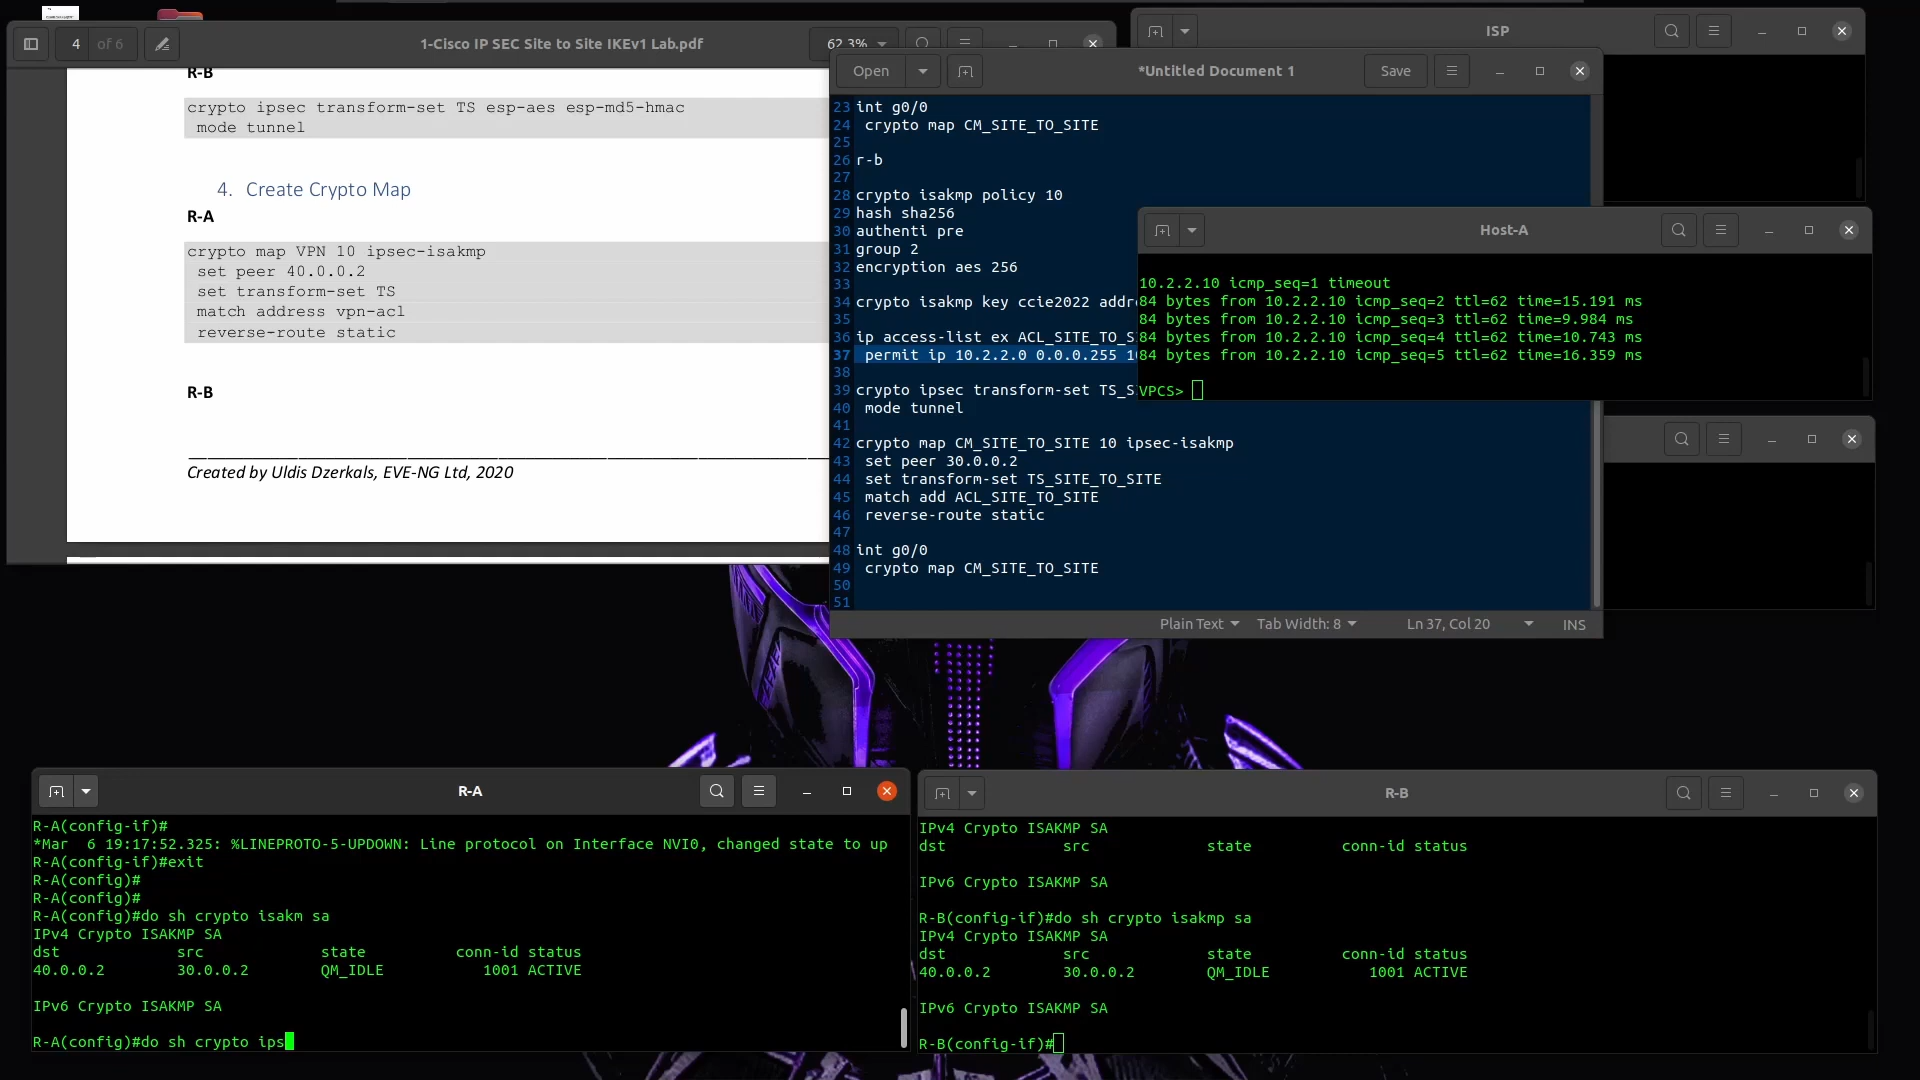 4 of 6
1-Cisco IP SEC Site to Site IKEv1 Lab.pdf
62.3%
R-B
crypto ipsec transform-set TS esp-aes esp-md5-hmac
mode tunnel
4. Create Crypto Map
R-A
crypto map VPN 10 ipsec-isakmp
set peer 40.0.0.2
set transform-set TS
match address vpn-acl
reverse-route static
R-B
Created by Uldis Dzerkals, EVE-NG Ltd, 2020
ISP
Open
*Untitled Document 1
Save
23 int g0/0
24 crypto map CM_SITE_TO_SITE
25
26 r-b
27
28 crypto isakmp policy 10
29 hash sha256
30 authenti pre
31 group 2
32 encryption aes 256
33
34 crypto isakmp key ccie2022 addr
35
36 ip access-list ex ACL_SITE_TO_S
37 permit ip 10.2.2.0 0.0.0.255 1
38
39 crypto ipsec transform-set TS_S
40 mode tunnel
41
42 crypto map CM_SITE_TO_SITE 10 ipsec-isakmp
43 set peer 30.0.0.2
44 set transform-set TS_SITE_TO_SITE
45 match add ACL_SITE_TO_SITE
46 reverse-route static
47
48 int g0/0
49 crypto map CM_SITE_TO_SITE
50
51
Plain Text Tab Width: 8 Ln 37, Col 20 INS
Host-A
10.2.2.10 icmp_seq=1 timeout
84 bytes from 10.2.2.10 icmp_seq=2 ttl=62 time=15.191 ms
84 bytes from 10.2.2.10 icmp_seq=3 ttl=62 time=9.984 ms
84 bytes from 10.2.2.10 icmp_seq=4 ttl=62 time=10.743 ms
84 bytes from 10.2.2.10 icmp_seq=5 ttl=62 time=16.359 ms
VPCS>
R-A
R-A(config-if)#
*Mar  6 19:17:52.325: %LINEPROTO-5-UPDOWN: Line protocol on Interface NVI0, changed state to up
R-A(config-if)#exit
R-A(config)#
R-A(config)#
R-A(config)#do sh crypto isakm sa
IPv4 Crypto ISAKMP SA
dst src state conn-id status
40.0.0.2 30.0.0.2 QM_IDLE 1001 ACTIVE
IPv6 Crypto ISAKMP SA
R-A(config)#do sh crypto ips
R-B
IPv4 Crypto ISAKMP SA
dst src state conn-id status
IPv6 Crypto ISAKMP SA
R-B(config-if)#do sh crypto isakmp sa
IPv4 Crypto ISAKMP SA
dst src state conn-id status
40.0.0.2 30.0.0.2 QM_IDLE 1001 ACTIVE
IPv6 Crypto ISAKMP SA
R-B(config-if)#